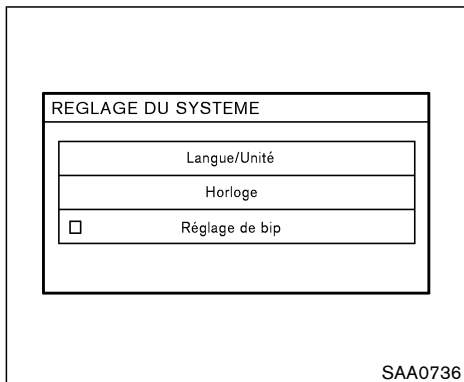 REGLAGE DU SYSTEME
Langue/Unité
Horloge
Réglage de bip
SAA0736